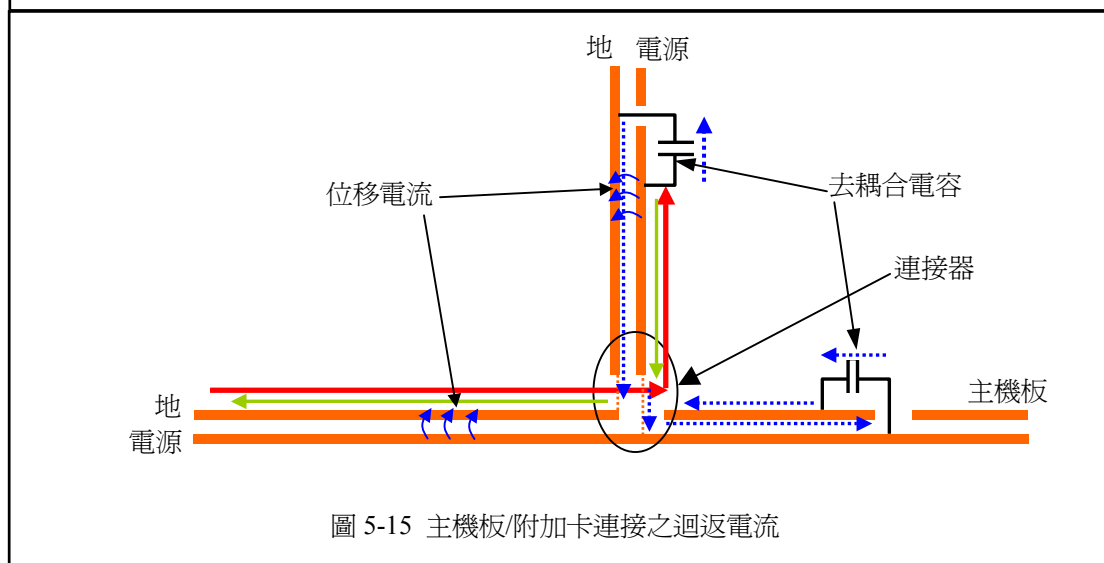 地 電源
位移電流
去耦合電容
連接器
主機板
地
電源
圖 5-15 主機板/附加卡連接之迴返電流